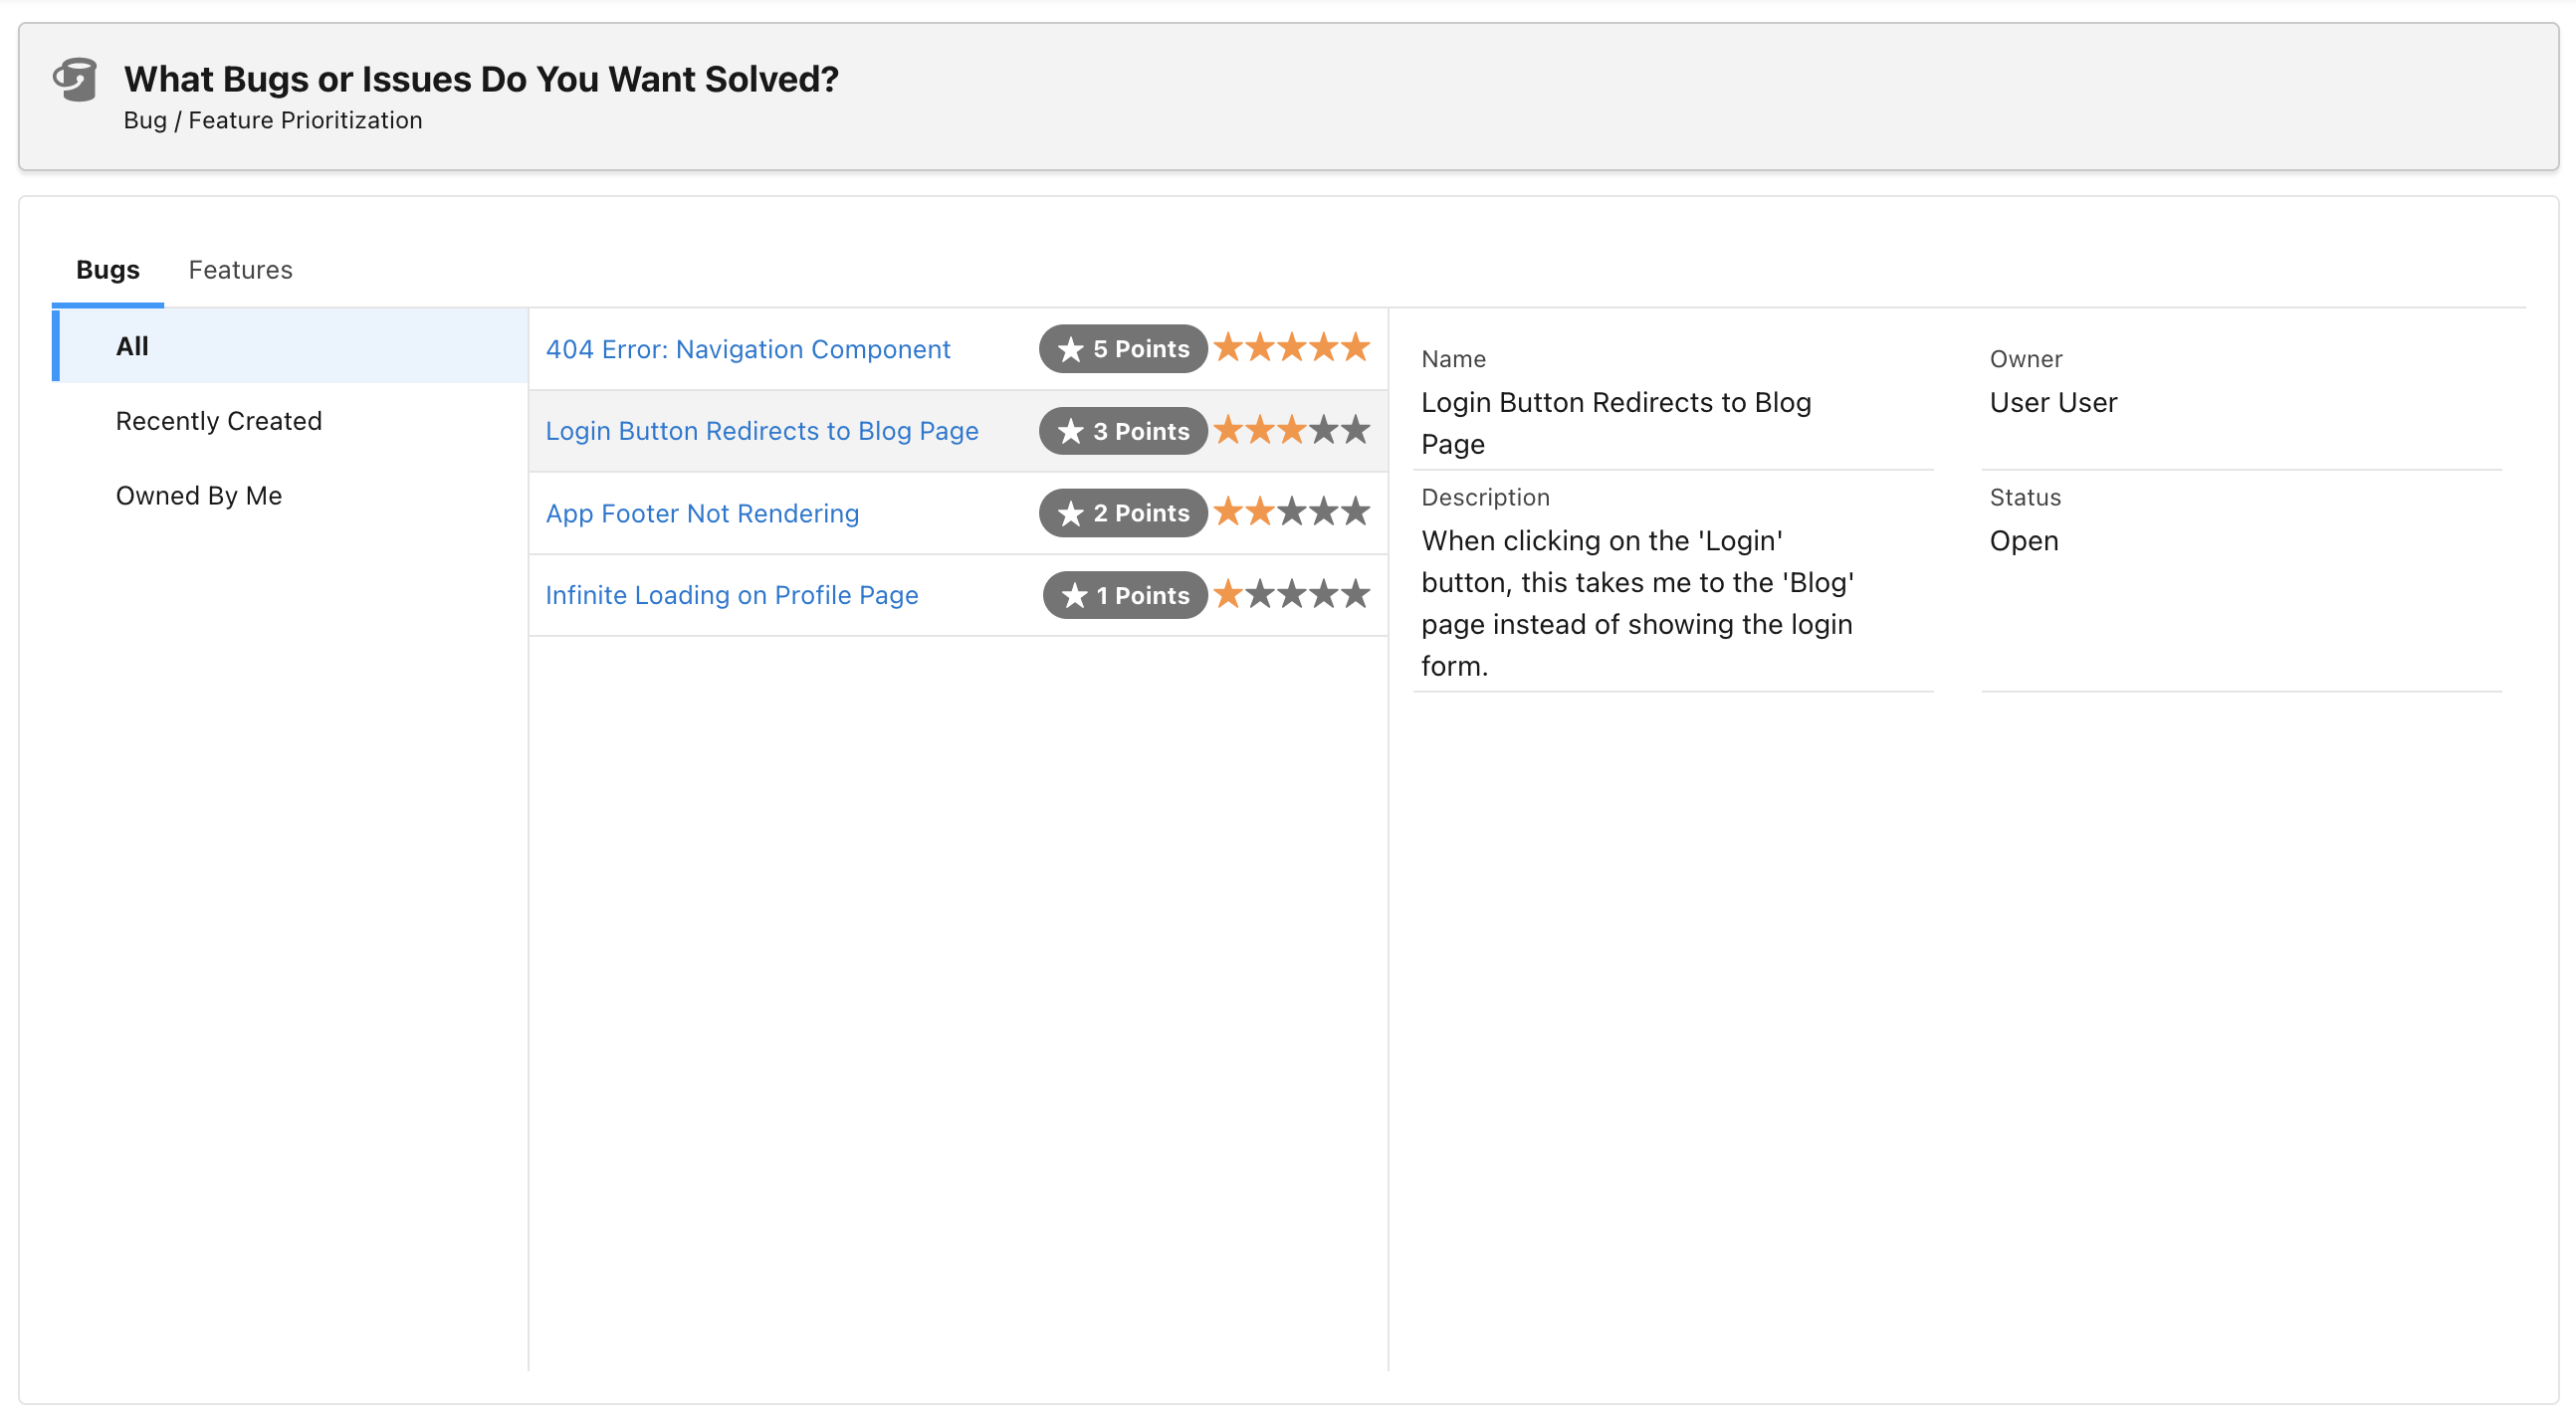 What Bugs or Issues Do You Want Solved?
Bug / Feature Prioritization
Bugs
Features
All
Recently Created
Owned By Me
404 Error: Navigation Component
5 Points
Login Button Redirects to Blog Page
3 Points
App Footer Not Rendering
2 Points
Infinite Loading on Profile Page
1 Points
Name
Login Button Redirects to Blog
Page
Owner
User User
Description
When clicking on the 'Login'
button, this takes me to the 'Blog'
page instead of showing the login
form.
Status
Open